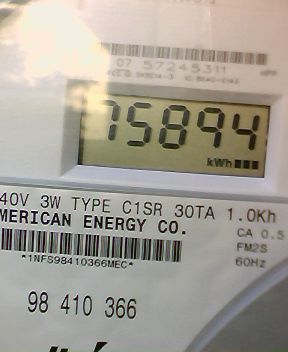 07 57245311
75894
kWh
40V 3W TYPE C1SR 30TA 1.0Kh
MERICAN ENERGY CO.
CA 0.5
FM2S
60Hz
*1NFS98410366MEC*
98 410 366